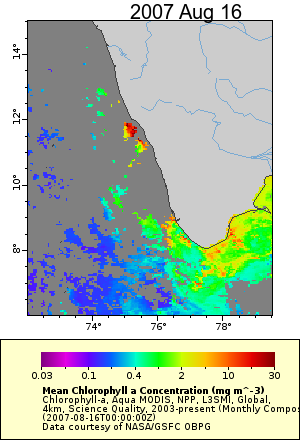 2007 Aug 16
14°
12°
10°
8°
74° 76° 78°
0.03 0.1 0.4 1 3 10 30
Mean Chlorophyll a Concentration (mg m^-3)
Chlorophyll-a, Aqua MODIS, NPP, L3SMI, Global,
4km, Science Quality, 2003-present (Monthly Compos
(2007-08-16T00:00:00Z)
Data courtesy of NASA/GSFC OBPG